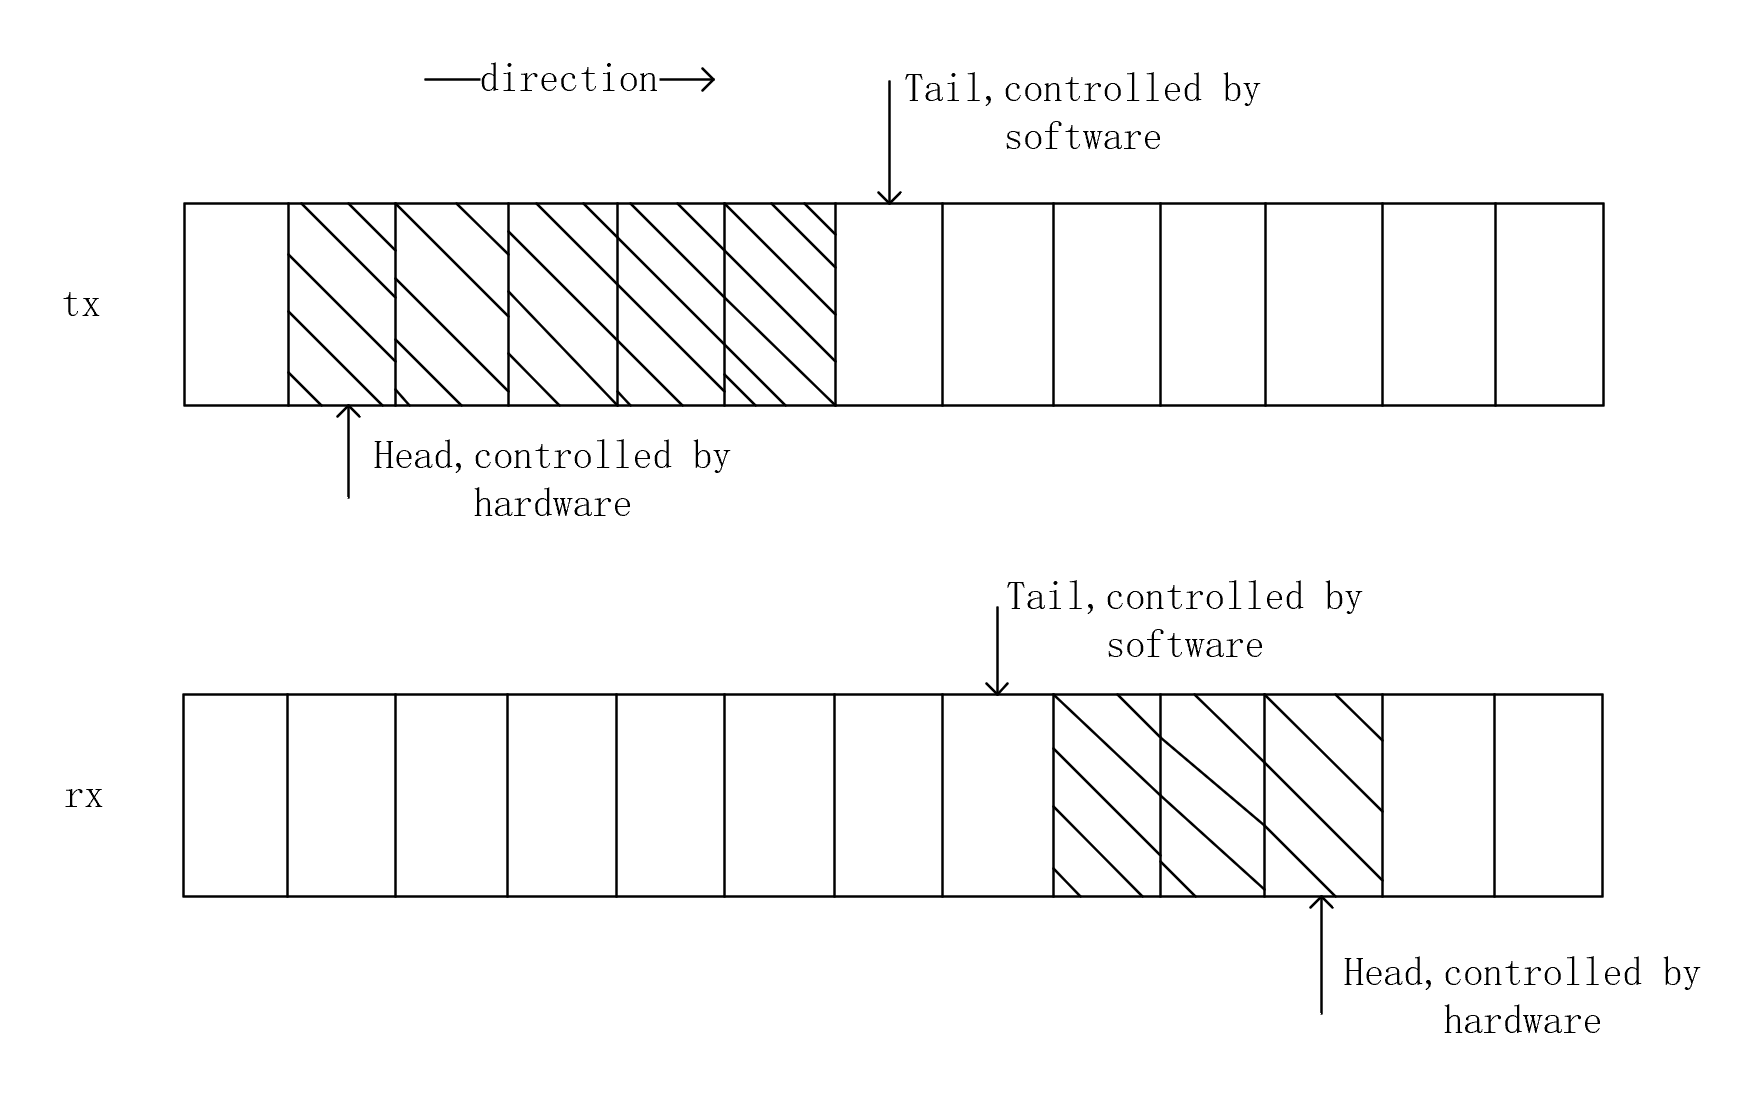 direction
Tail,controlled by
software
tx
Head,controlled by
hardware
Tail,controlled by
software
rx
Head,controlled by
hardware